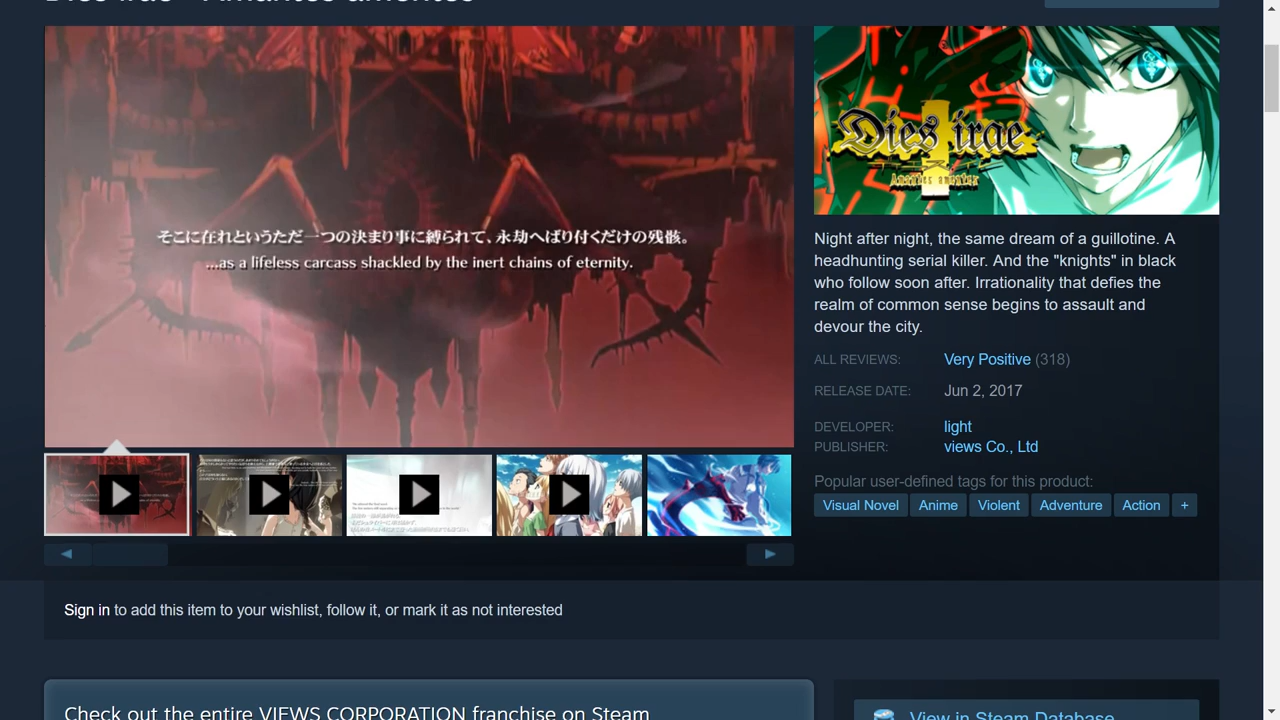 Dies irae ~Amantes amentes~
そこに在れというただ一つの決まり事に縛られて、永劫へばり付くだけの残骸。
...as a lifeless carcass shackled by the inert chains of eternity.
Dies irae
Amantes amentes
Night after night, the same dream of a guillotine. A
headhunting serial killer. And the "knights" in black
who follow soon after. Irrationality that defies the
realm of common sense begins to assault and
devour the city.
ALL REVIEWS: Very Positive (318)
RELEASE DATE: Jun 2, 2017
DEVELOPER: light
PUBLISHER: views Co., Ltd
Popular user-defined tags for this product:
Visual Novel Anime Violent Adventure Action +
Sign in to add this item to your wishlist, follow it, or mark it as not interested
Check out the entire VIEWS CORPORATION franchise on Steam
View in Steam Database